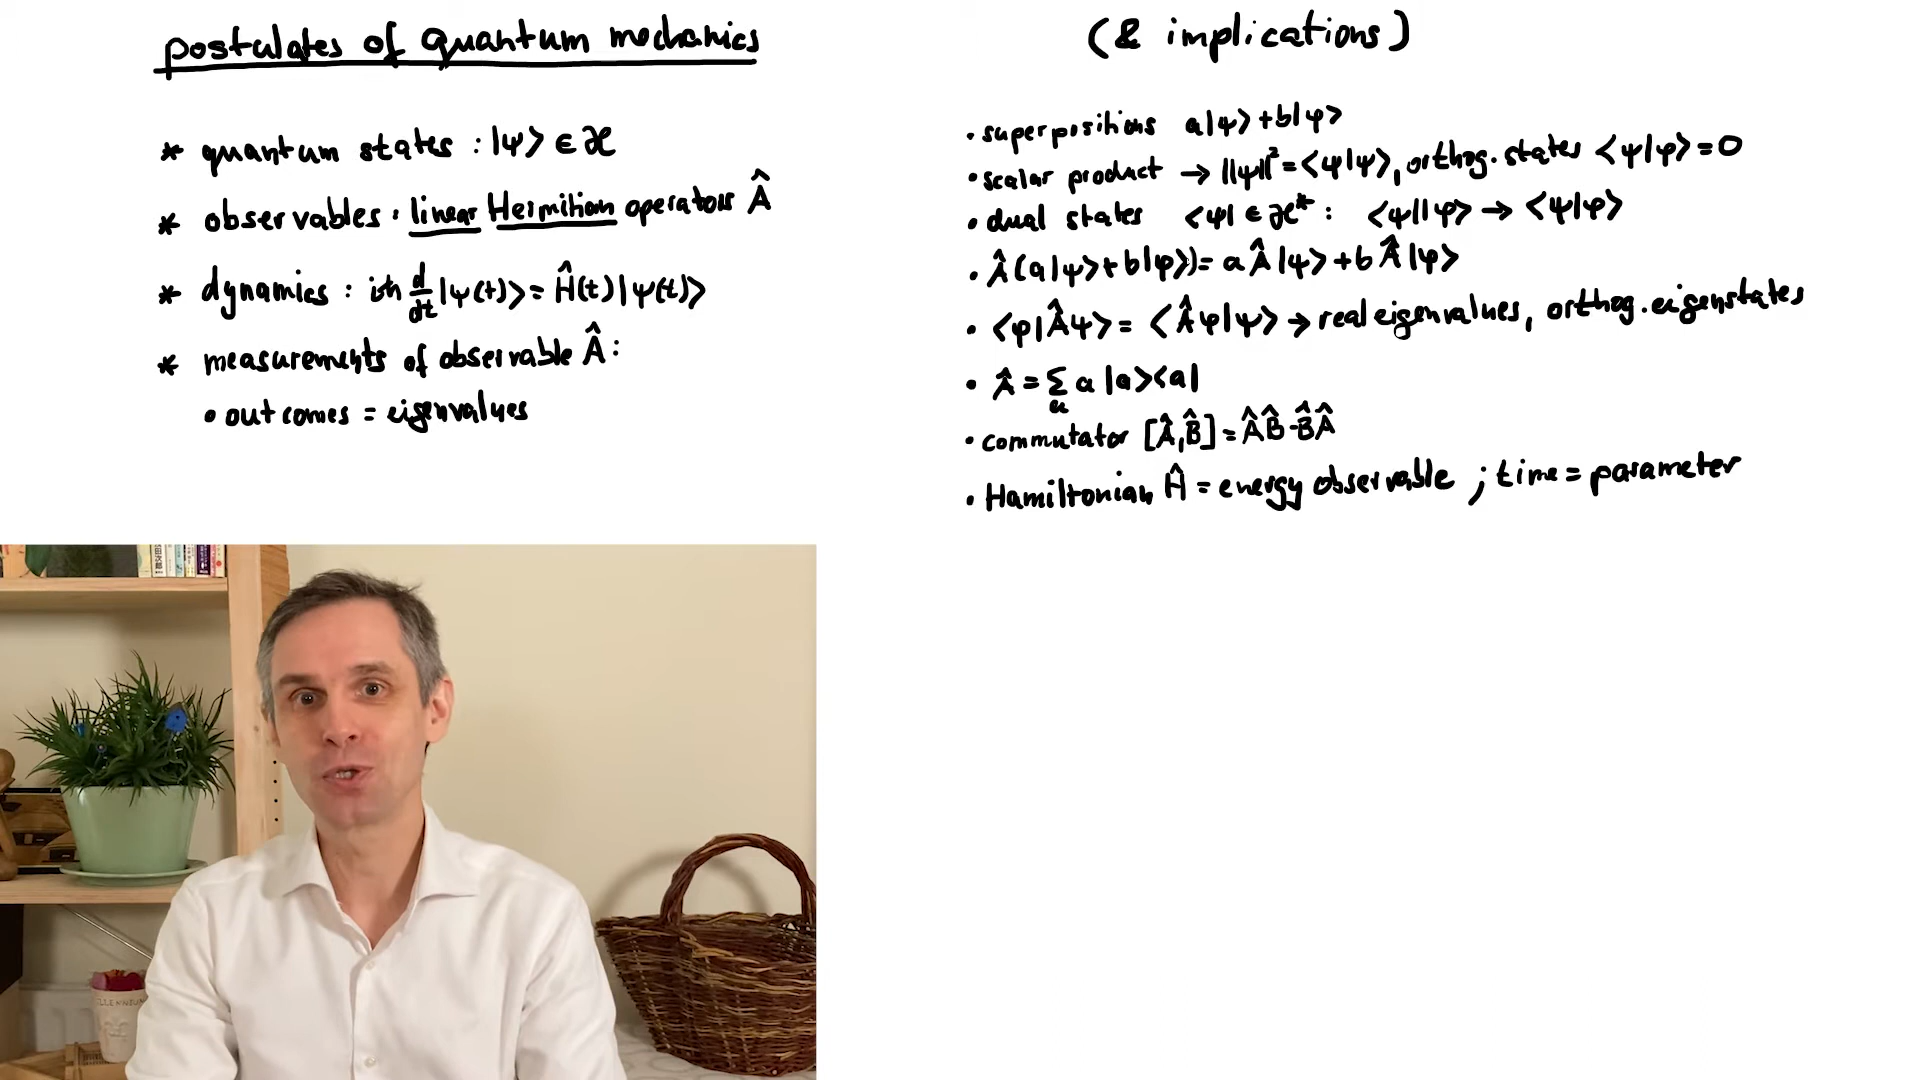 postulates of quantum mechanics
* quantum states : |ψ⟩ ∈ ℋ
* observables : linear Hermitian operators Â
* dynamics : iħ d/dt |ψ(t)⟩ = Ĥ(t)|ψ(t)⟩
* measurements of observable Â :
• outcomes = eigenvalues
(& implications)
• superpositions a|ψ⟩+b|φ⟩
• scalar product → ||ψ||² = ⟨ψ|ψ⟩, orthog. states ⟨ψ|φ⟩ = 0
• dual states ⟨ψ| ∈ ℋ* : ⟨ψ||φ⟩ → ⟨ψ|φ⟩
• Â(a|ψ⟩+b|φ⟩) = aÂ|ψ⟩+bÂ|φ⟩
• ⟨φ|Âψ⟩ = ⟨Âφ|ψ⟩ → real eigenvalues, orthog. eigenstates
• Â = Σₐ a |a⟩⟨a|
• commutator [Â,B̂] = ÂB̂-B̂Â
• Hamiltonian Ĥ = energy observable ; time = parameter